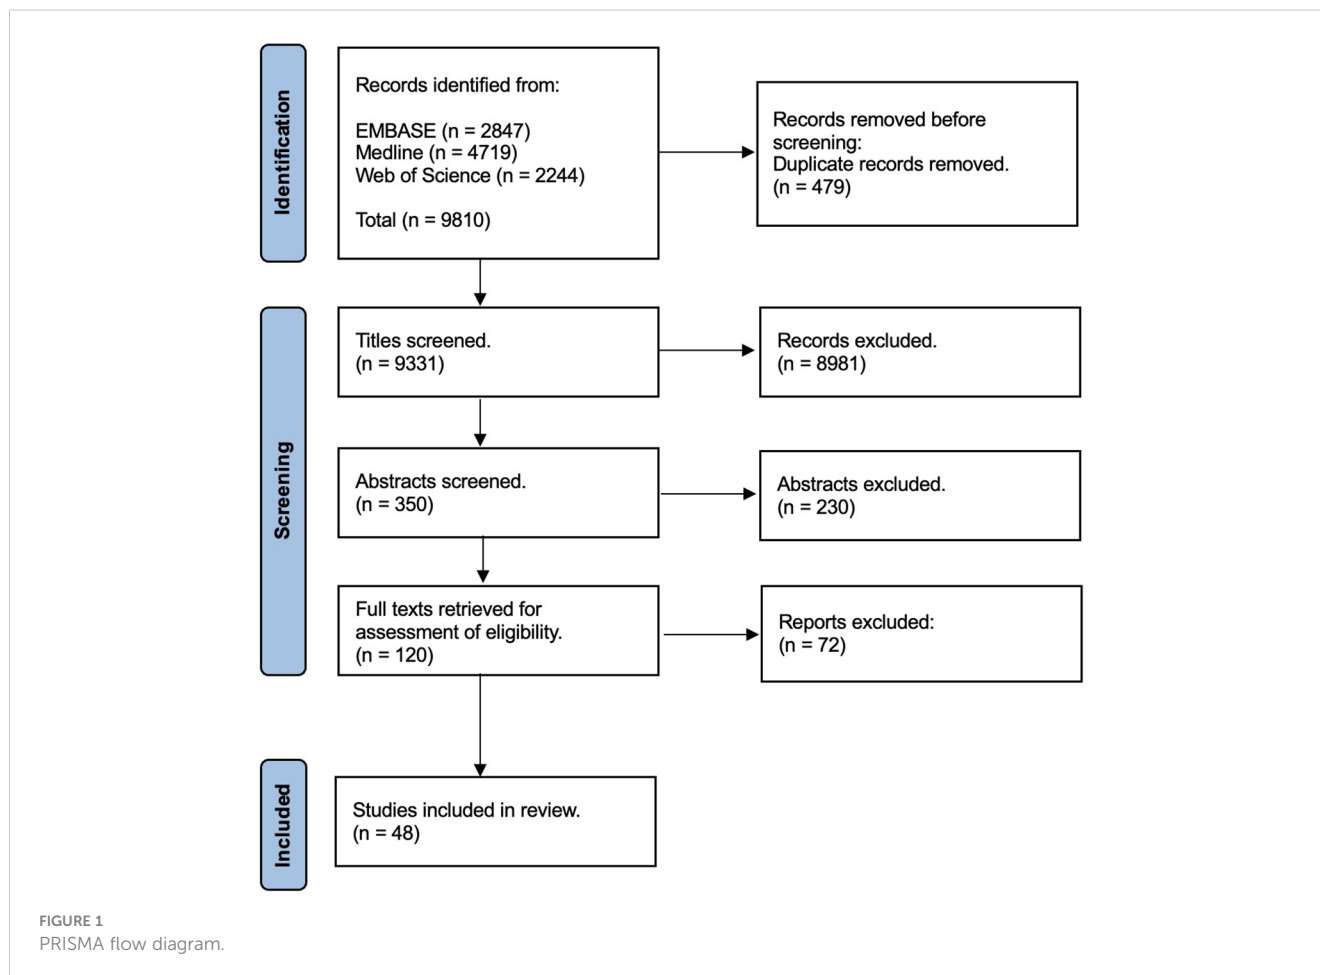 Identification
Records identified from:
EMBASE (n = 2847)
Medline (n = 4719)
Web of Science (n = 2244)
Total (n = 9810)
Records removed before
screening:
Duplicate records removed.
(n = 479)
Screening
Titles screened.
(n = 9331)
Records excluded.
(n = 8981)
Abstracts screened.
(n = 350)
Abstracts excluded.
(n = 230)
Full texts retrieved for
assessment of eligibility.
(n = 120)
Reports excluded:
(n = 72)
Included
Studies included in review.
(n = 48)
FIGURE 1
PRISMA flow diagram.